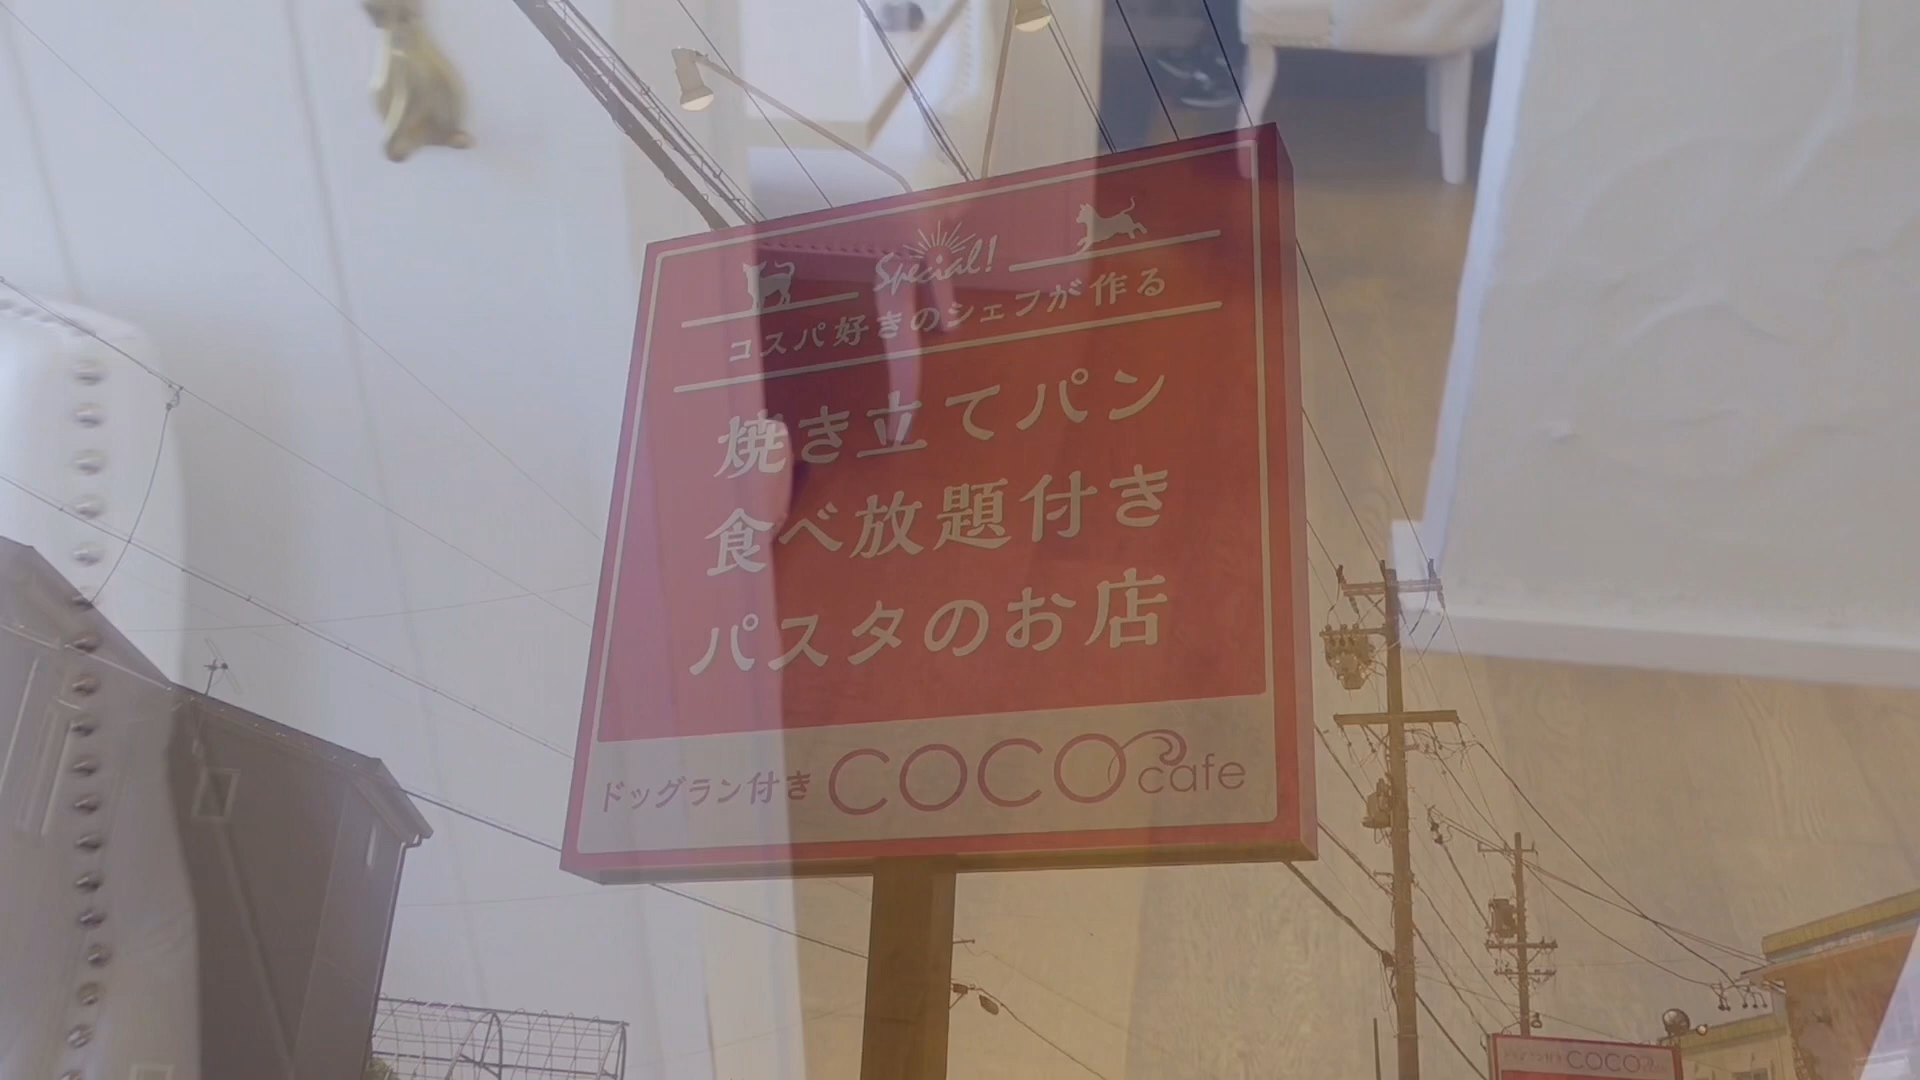 Special!
コスパ好きのシェフが作る
焼き立てパン
食べ放題付き
パスタのお店
ドッグラン付き COCO cafe
COCO